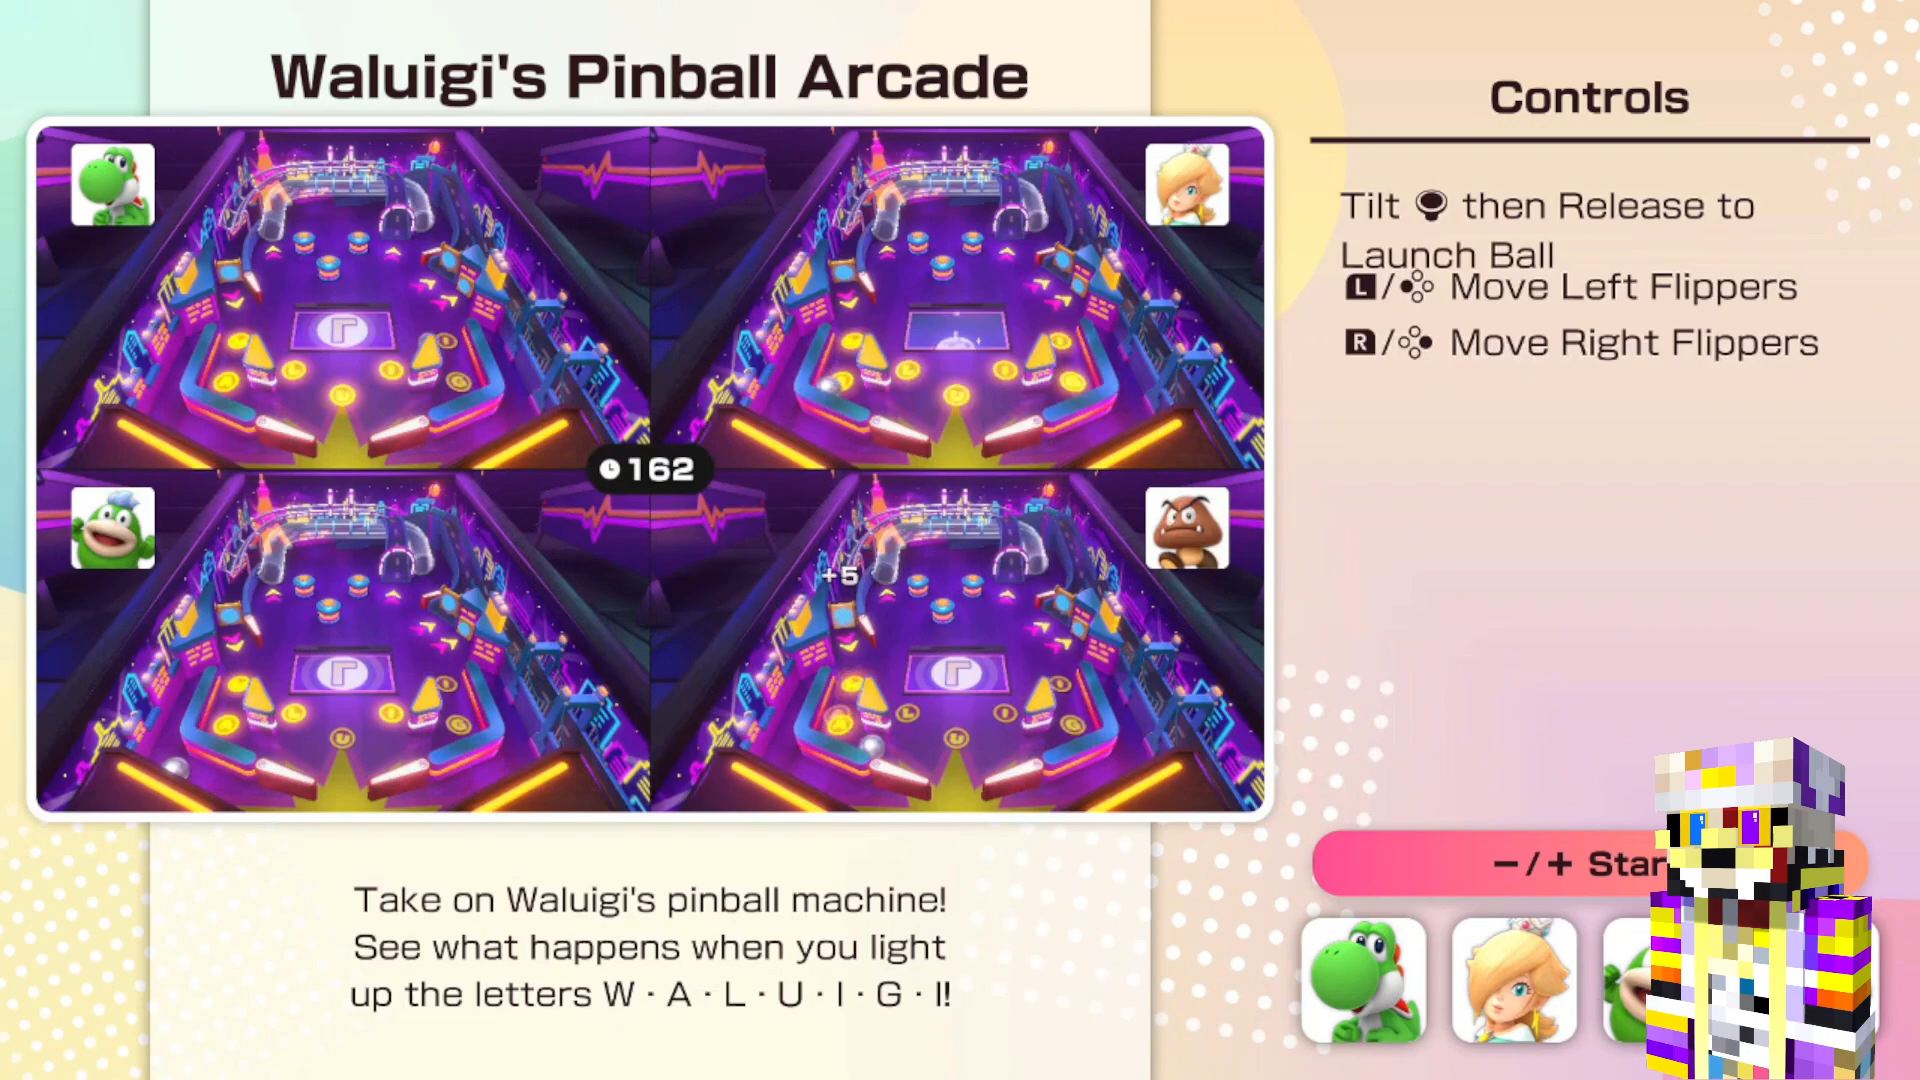 Waluigi's Pinball Arcade
162
+5
Take on Waluigi's pinball machine!
See what happens when you light
up the letters W · A · L · U · I · G · I!
Controls
Tilt then Release to
Launch Ball
L/ Move Left Flippers
R/ Move Right Flippers
−/+ Star